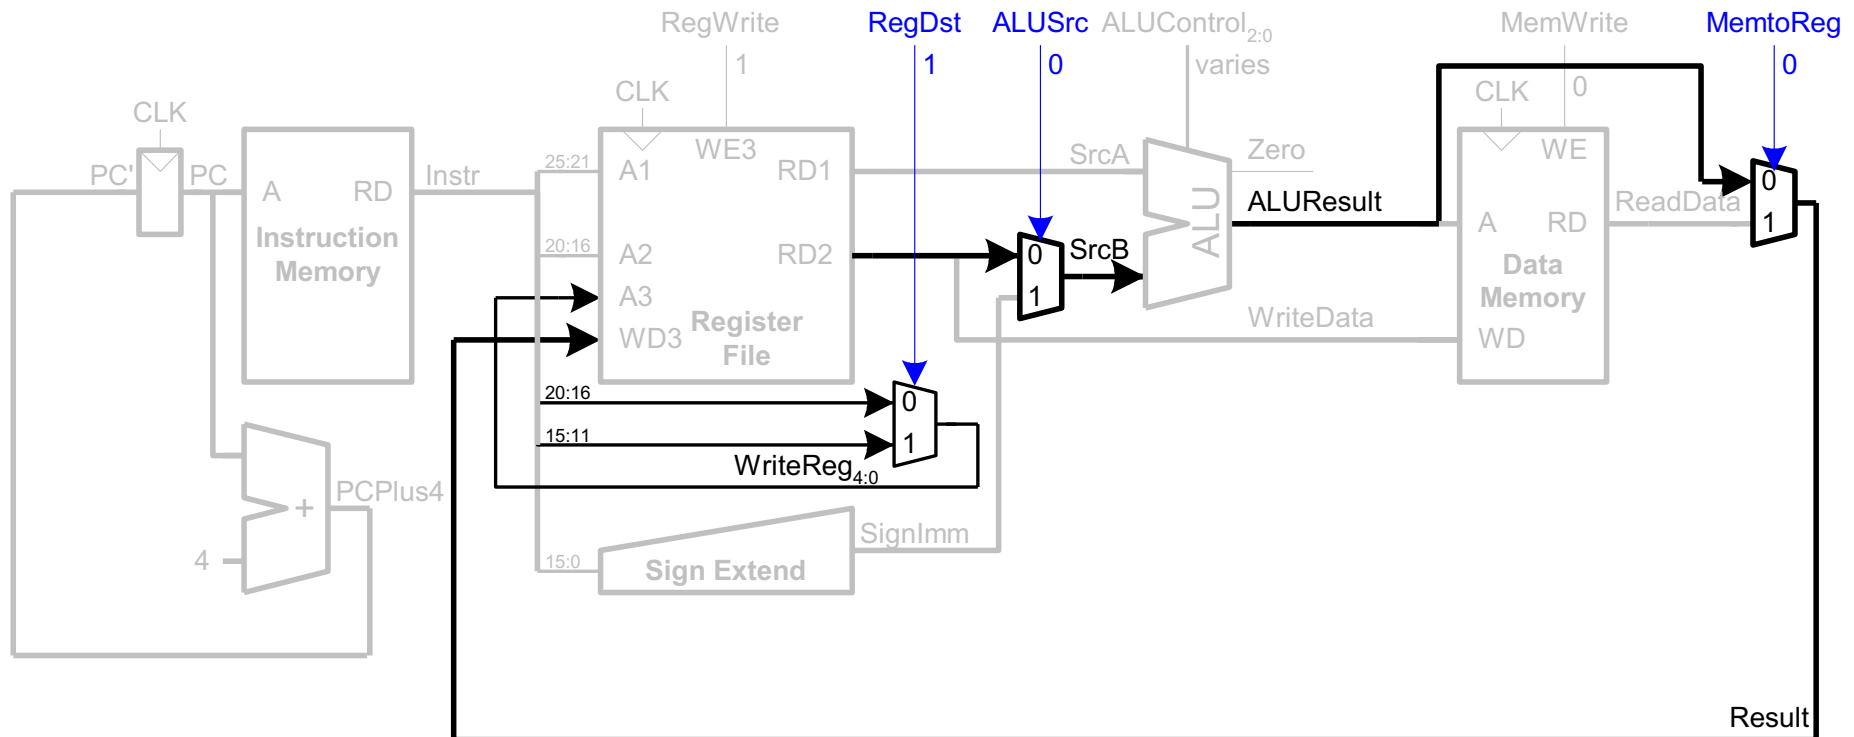 RegWrite RegDst ALUSrc ALUControl2:0 MemWrite MemtoReg
1 1 0 varies 0 0
CLK CLK CLK
WE3 WE
PC' PC A RD Instr 25:21 A1 RD1 SrcA Zero 0
Instruction Memory 20:16 A2 RD2 0 SrcB ALU ALUResult A RD ReadData 1
A3 1 Data Memory
WD3 Register File WriteData WD
20:16 0
15:11 1
WriteReg4:0
+ PCPlus4
SignImm
4 15:0 Sign Extend
Result